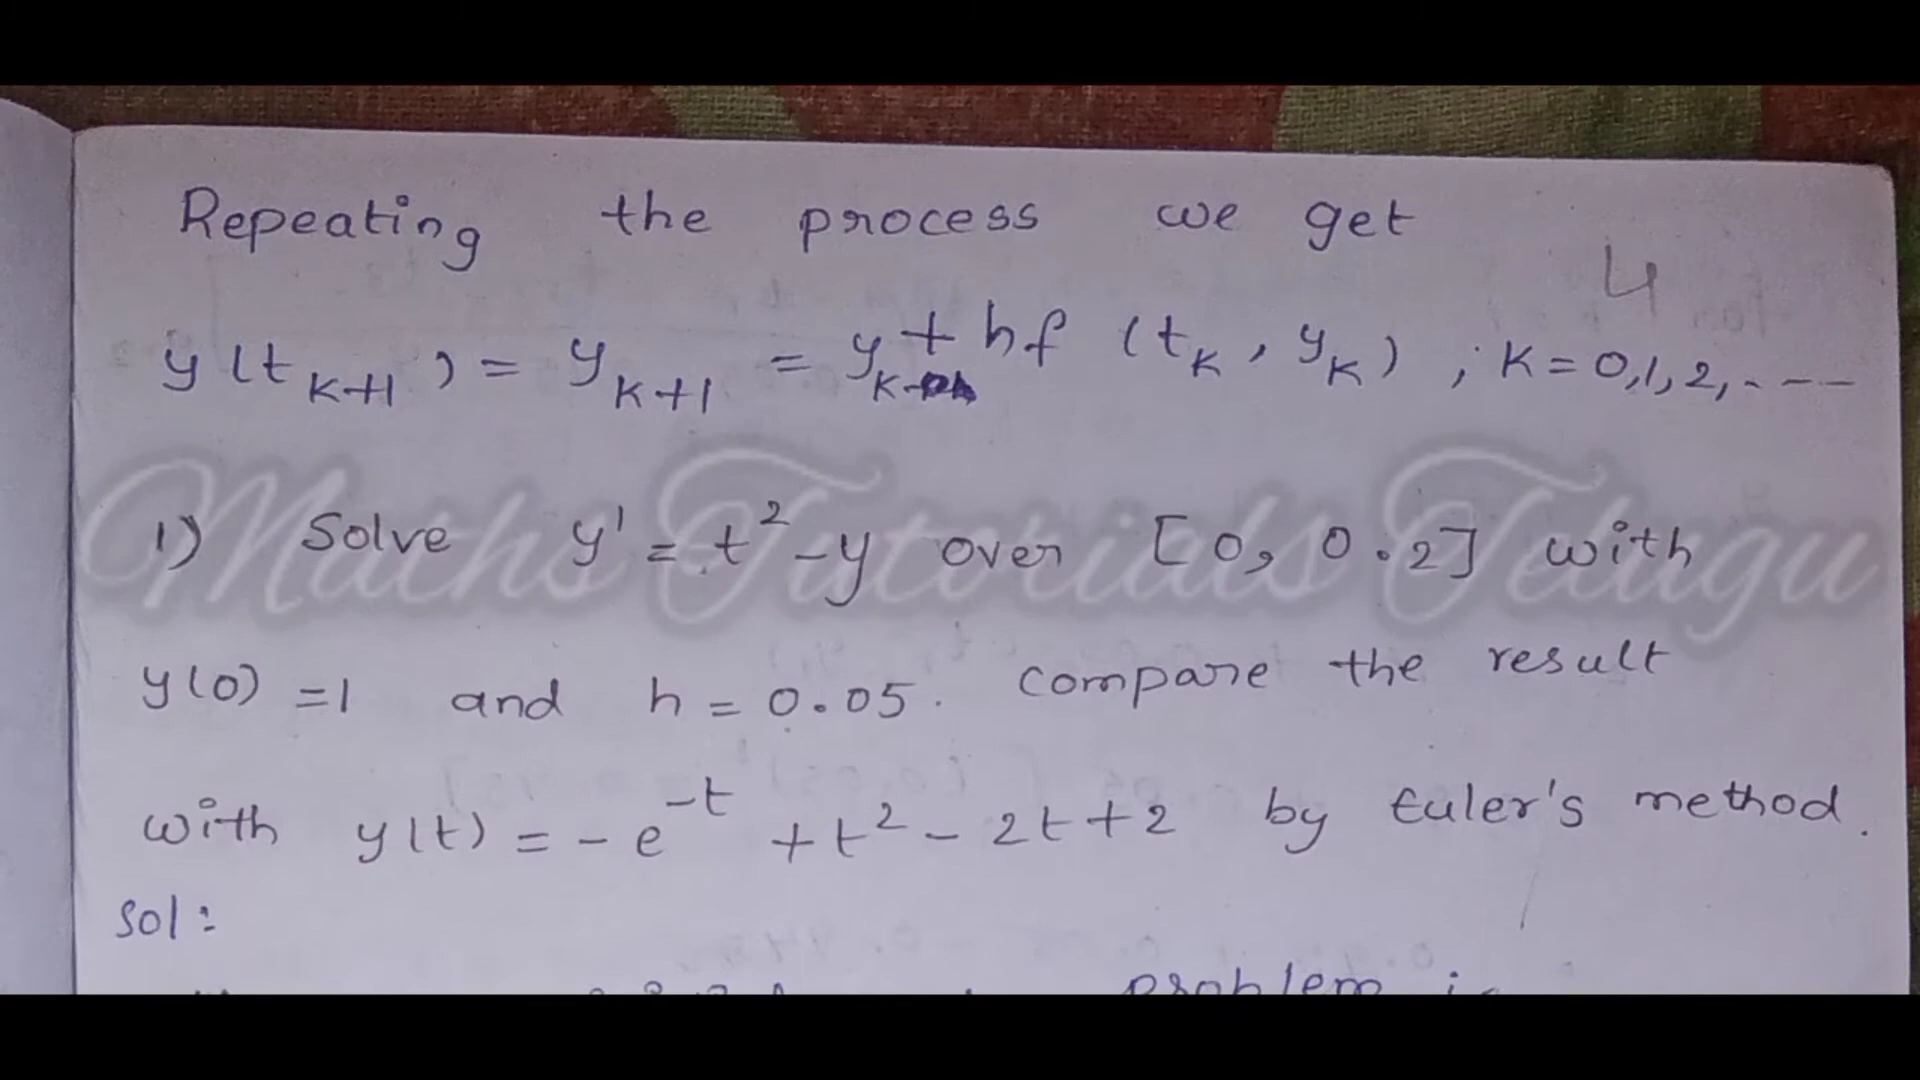 Repeating the process we get
4
y(t_{k+1}) = y_{k+1} = y_k + hf (t_k, y_k) ; k = 0,1,2,----
Maths Tutorials Telugu
1) Solve y' = t² - y over [0, 0.2] with
y(0) = 1 and h = 0.05. compare the result
with y(t) = - e^{-t} + t² - 2t + 2 by Euler's method.
Sol:
problem is